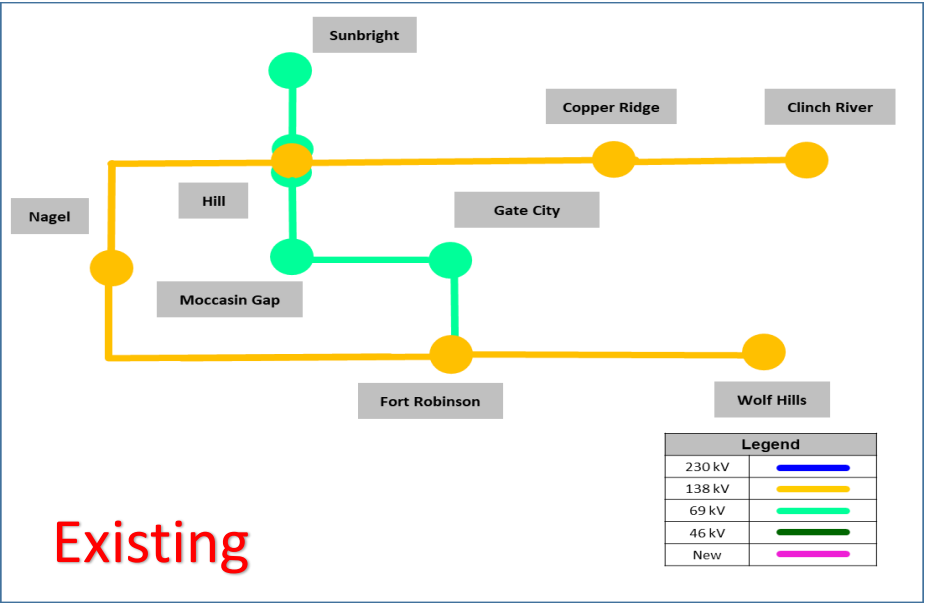 Sunbright
Copper Ridge
Clinch River
Hill
Gate City
Nagel
Moccasin Gap
Fort Robinson
Wolf Hills
Legend
230 kV
138 kV
69 kV
46 kV
New
Existing